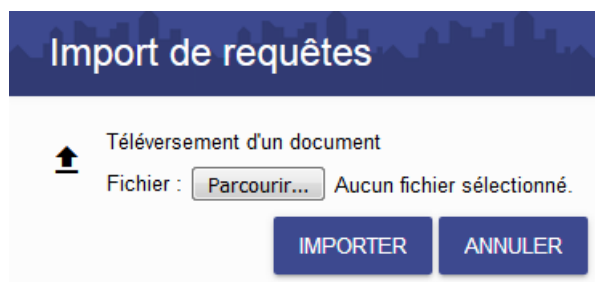 Import de requêtes
Téléversement d'un document
Fichier : Parcourir... Aucun fichier sélectionné.
IMPORTER ANNULER